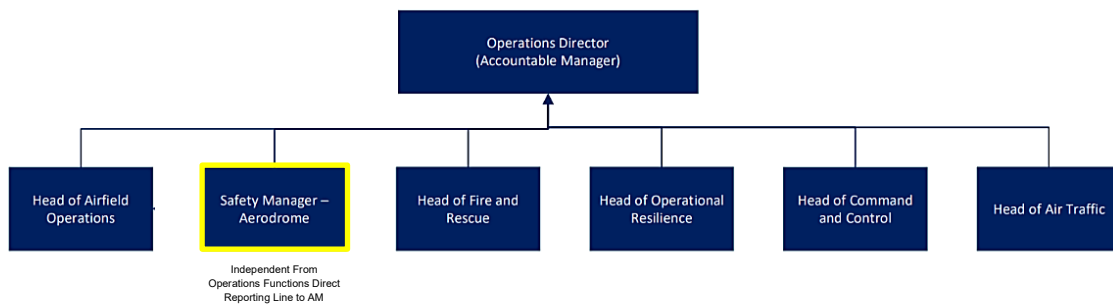 Operations Director
(Accountable Manager)
Head of Airfield
Operations
Safety Manager –
Aerodrome
Head of Fire and
Rescue
Head of Operational
Resilience
Head of Command
and Control
Head of Air Traffic
Independent From
Operations Functions Direct
Reporting Line to AM